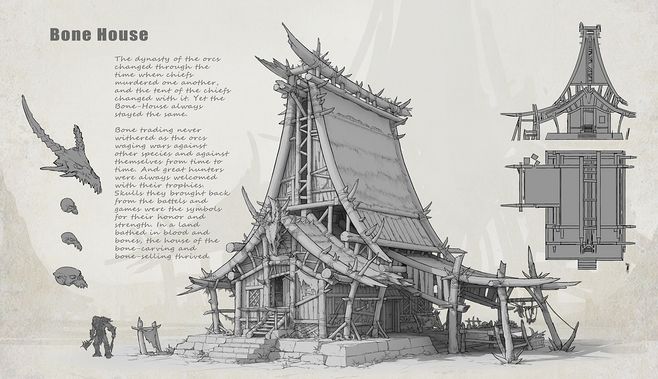 Bone House
The dynasty of the orcs
changed through the
time when chiefs
murdered one another,
and the tent of the chiefs
changed with it. Yet the
Bone-House always
stayed the same.
Bone trading never
withered as the orcs
waging wars against
other species and against
themselves from time to
time. And great hunters
were always welcomed
with their trophies.
Skulls they brought back
from the battels and
games were the symbols
for their honor and
strength. In a land
bathed in blood and
bones, the house of the
bone-carving and
bone-selling thrived.